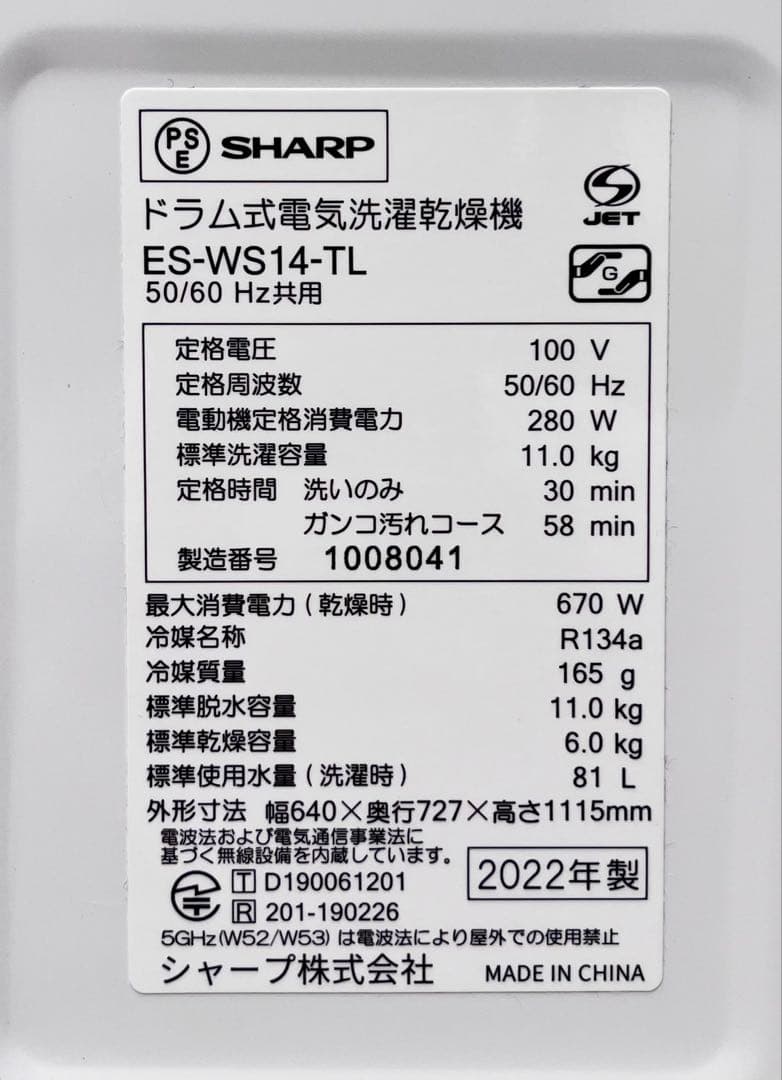 PSE SHARP
ドラム式電気洗濯乾燥機
JET
ES-WS14-TL
G
50/60 Hz共用
定格電圧 100 V
定格周波数 50/60 Hz
電動機定格消費電力 280 W
標準洗濯容量 11.0 kg
定格時間 洗いのみ 30 min
ガンコ汚れコース 58 min
製造番号 1008041
最大消費電力(乾燥時) 670 W
冷媒名称 R134a
冷媒質量 165 g
標準脱水容量 11.0 kg
標準乾燥容量 6.0 kg
標準使用水量(洗濯時) 81 L
外形寸法 幅640×奥行727×高さ1115mm
電波法および電気通信事業法に
基づく無線設備を内蔵しています。
T D190061201
R 201-190226
2022年製
5GHz(W52/W53)は電波法により屋外での使用禁止
シャープ株式会社 MADE IN CHINA